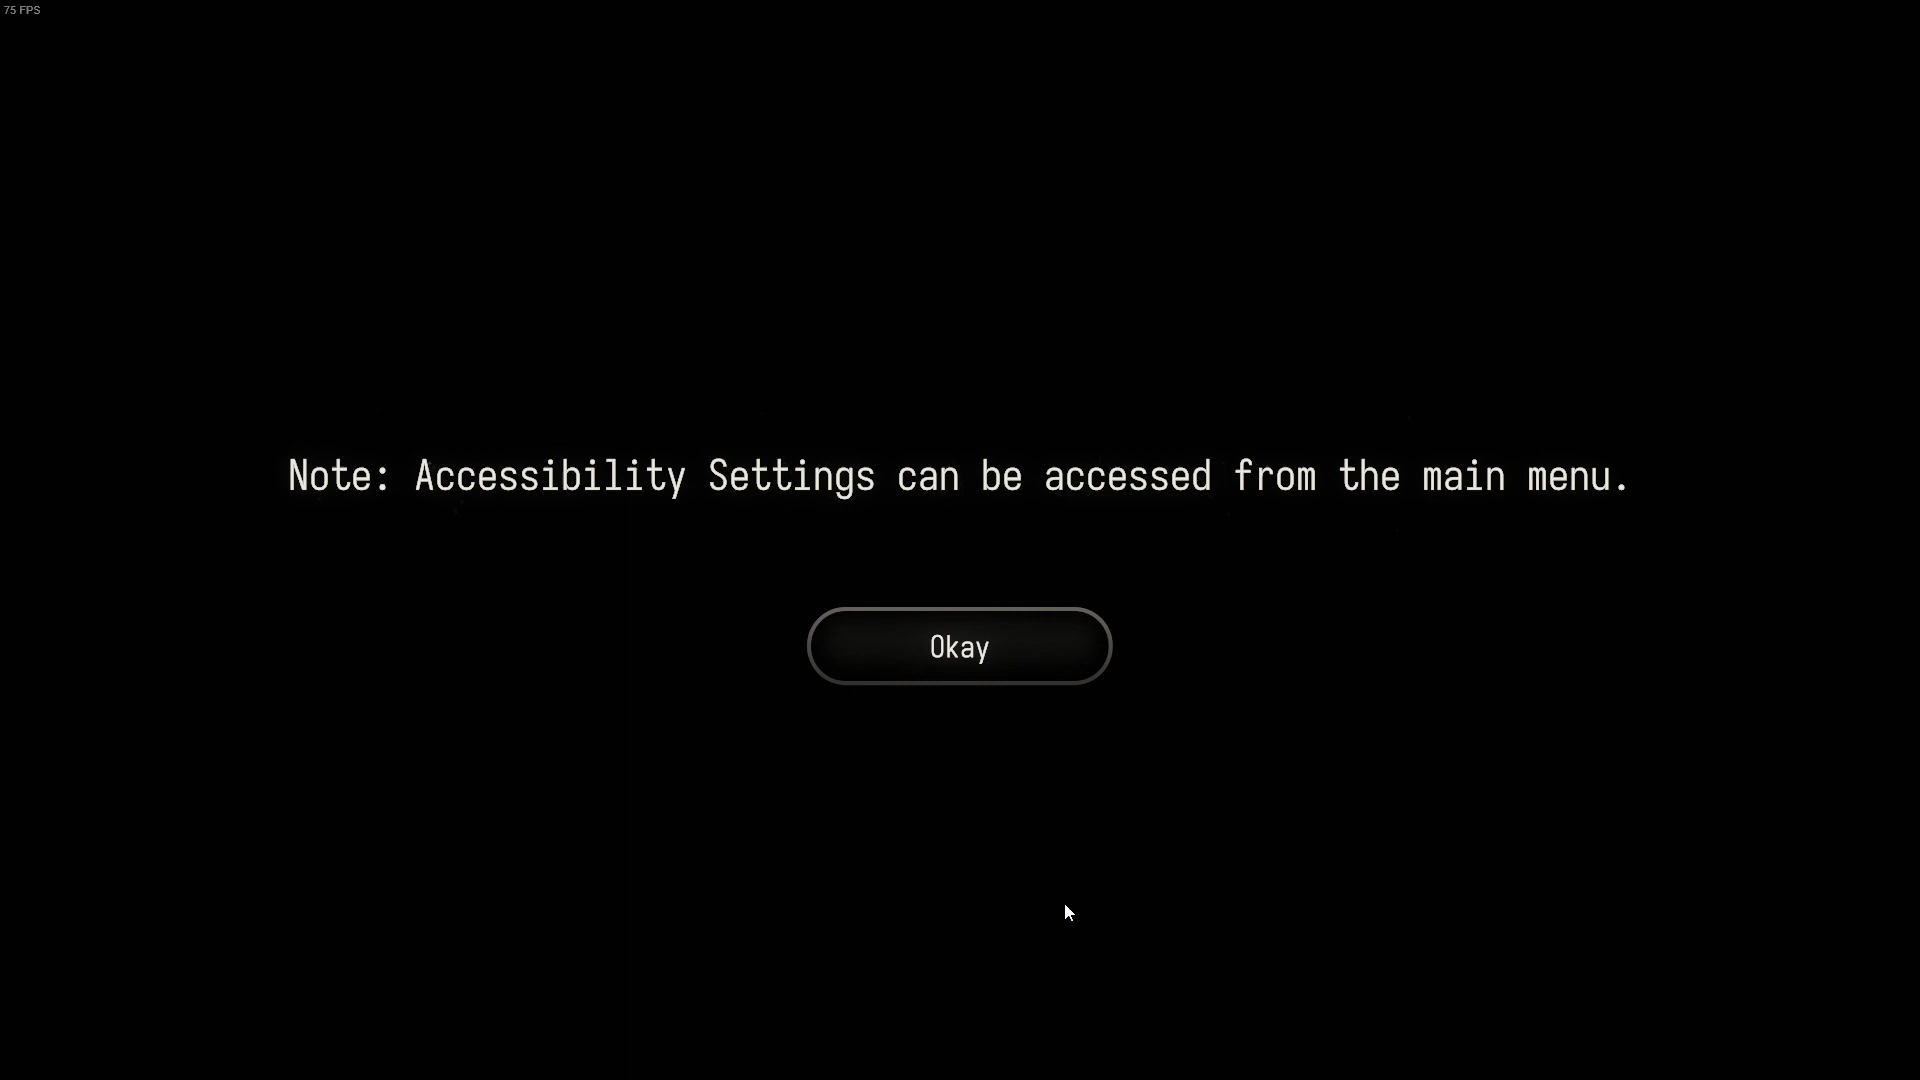 75 FPS
Note: Accessibility Settings can be accessed from the main menu.
Okay